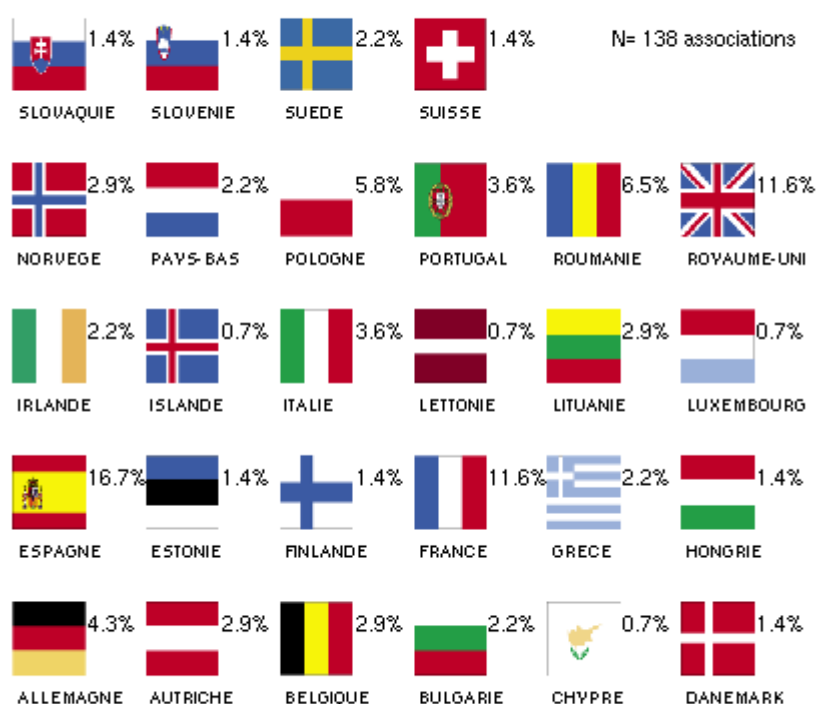 1.4% 1.4% 2.2% 1.4% N= 138 associations
SLOVAQUIE SLOVENIE SUEDE SUISSE
2.9% 2.2% 5.8% 3.6% 6.5% 11.6%
NORVEGE PAYS-BAS POLOGNE PORTUGAL ROUMANIE ROYAUME-UNI
2.2% 0.7% 3.6% 0.7% 2.9% 0.7%
IRLANDE ISLANDE ITALIE LETTONIE LITUANIE LUXEMBOURG
16.7% 1.4% 1.4% 11.6% 2.2% 1.4%
ESPAGNE ESTONIE FINLANDE FRANCE GRECE HONGRIE
4.3% 2.9% 2.9% 2.2% 0.7% 1.4%
ALLEMAGNE AUTRICHE BELGIQUE BULGARIE CHYPRE DANEMARK